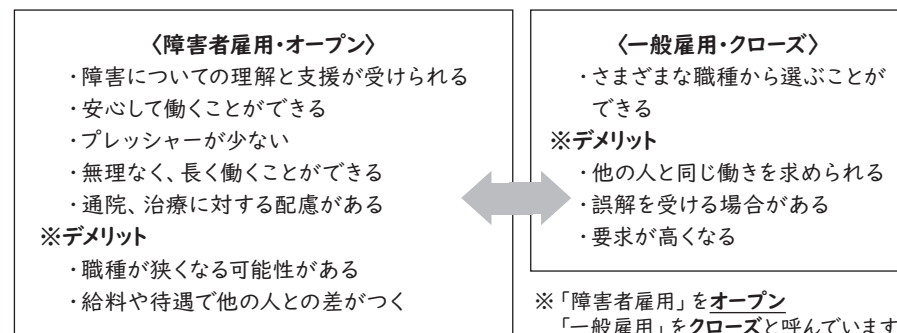 〈障害者雇用・オープン〉
・障害についての理解と支援が受けられる
・安心して働くことができる
・プレッシャーが少ない
・無理なく、長く働くことができる
・通院、治療に対する配慮がある
※デメリット
・職種が狭くなる可能性がある
・給料や待遇で他の人との差がつく
〈一般雇用・クローズ〉
・さまざまな職種から選ぶことが
できる
※デメリット
・他の人と同じ働きを求められる
・誤解を受ける場合がある
・要求が高くなる
※「障害者雇用」をオープン
「一般雇用」をクローズと呼んでいます